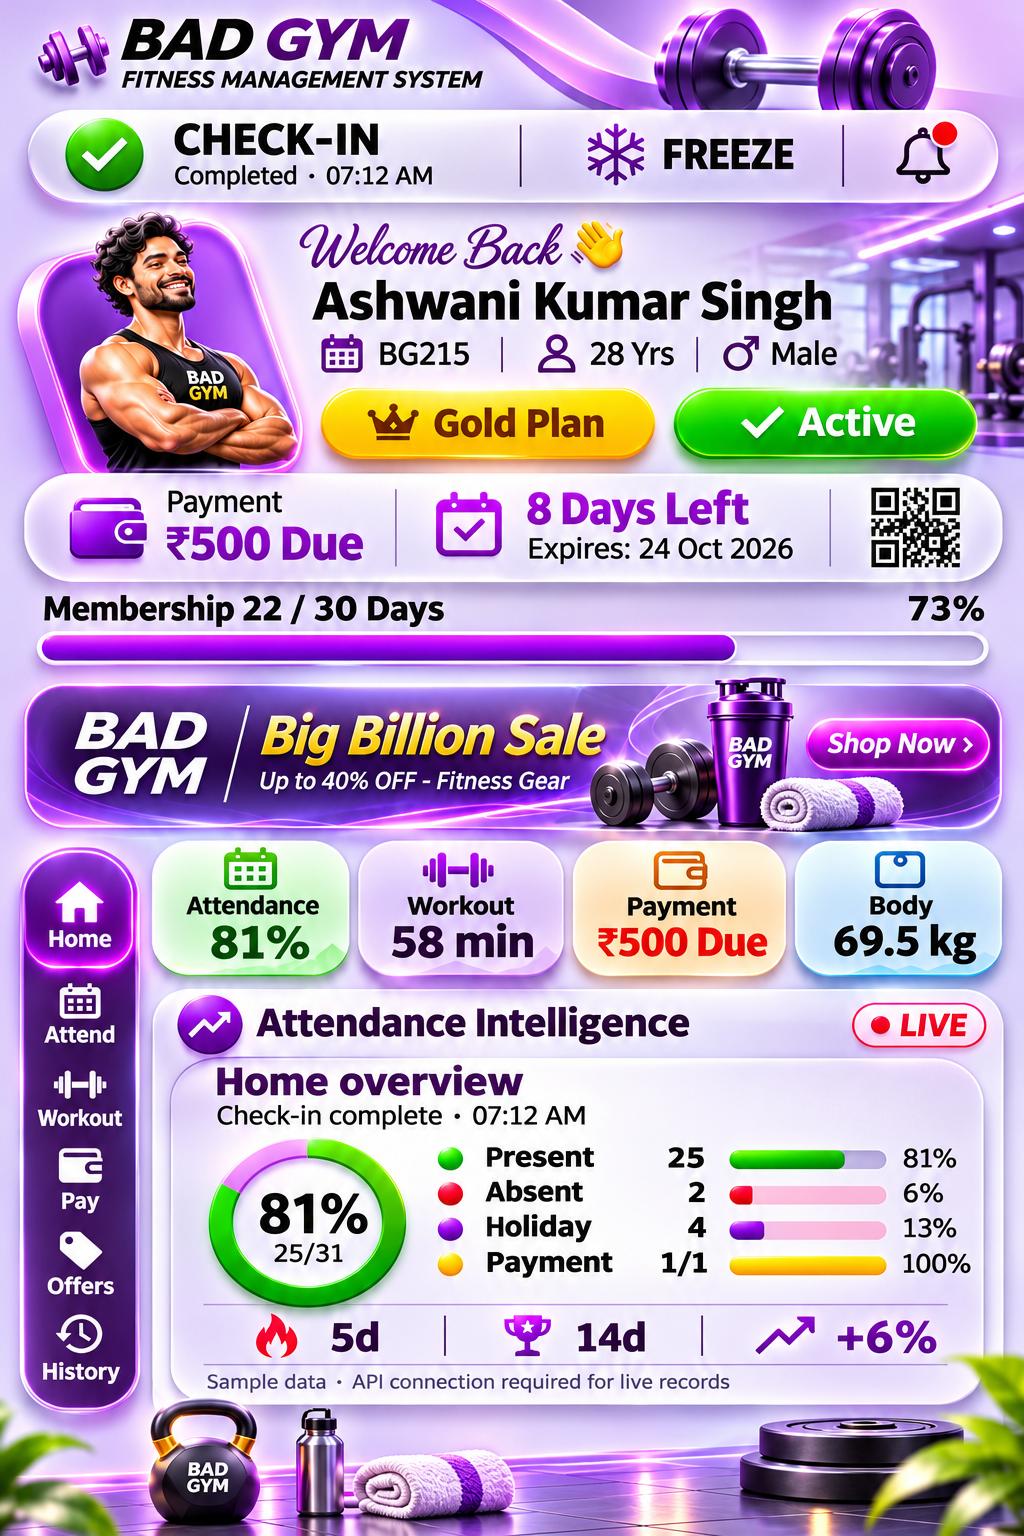 BAD GYM
FITNESS MANAGEMENT SYSTEM
CHECK-IN
Completed · 07:12 AM
FREEZE
Welcome Back
Ashwani Kumar Singh
BG215
28 Yrs
Male
BAD
GYM
Gold Plan
Active
Payment
₹500 Due
8 Days Left
Expires: 24 Oct 2026
Membership 22 / 30 Days
73%
BAD
GYM
Big Billion Sale
Up to 40% OFF - Fitness Gear
BAD
GYM
Shop Now ›
Home
Attend
Workout
Pay
Offers
History
Attendance
81%
Workout
58 min
Payment
₹500 Due
Body
69.5 kg
Attendance Intelligence
LIVE
Home overview
Check-in complete · 07:12 AM
81%
25/31
Present 25 81%
Absent 2 6%
Holiday 4 13%
Payment 1/1 100%
5d
14d
+6%
Sample data · API connection required for live records
BAD
GYM